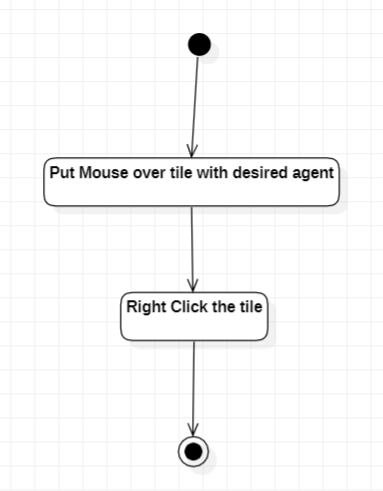 Put Mouse over tile with desired agent
Right Click the tile